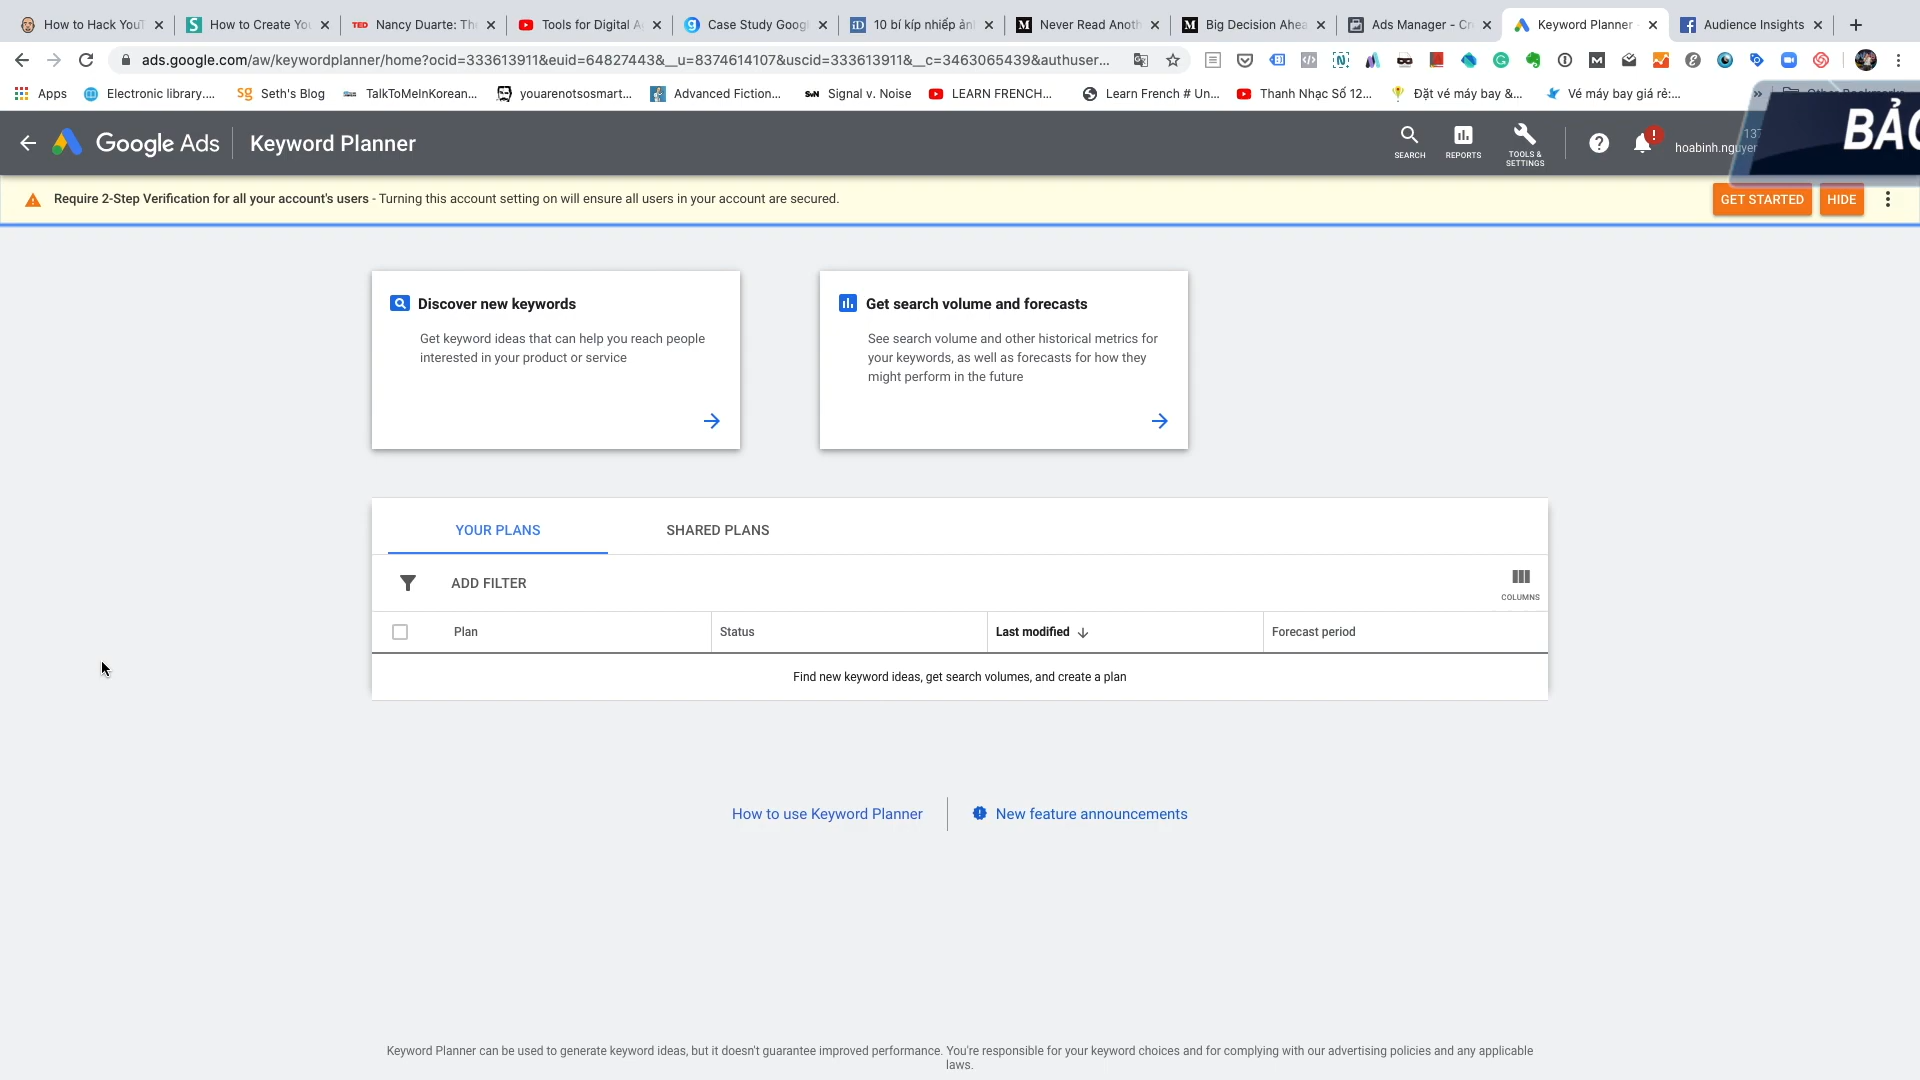 How to Hack You
How to Create Yo
TED Nancy Duarte: Th
Tools for Digital A
Case Study Googl
iD 10 bí kíp nhiếp ản
M Never Read Anoth
M Big Decision Ahea
Ads Manager - Cr
Keyword Planner
Audience Insights
ads.google.com/aw/keywordplanner/home?ocid=333613911&euid=64827443&__u=8374614107&uscid=333613911&__c=3463065439&authuser...
Apps
Electronic library....
SG Seth's Blog
TalkToMeInKorean...
youarenotsosmart...
Advanced Fiction...
Signal v. Noise
LEARN FRENCH...
Learn French # Un...
Thanh Nhạc Số 12...
Đặt vé máy bay &...
Vé máy bay giá rẻ:...
»
Google Ads
Keyword Planner
SEARCH
REPORTS
TOOLS &
SETTINGS
137
hoabinh.nguyen
BẢO
Require 2-Step Verification for all your account's users - Turning this account setting on will ensure all users in your account are secured.
GET STARTED
HIDE
Discover new keywords
Get keyword ideas that can help you reach people
interested in your product or service
Get search volume and forecasts
See search volume and other historical metrics for
your keywords, as well as forecasts for how they
might perform in the future
YOUR PLANS
SHARED PLANS
ADD FILTER
COLUMNS
Plan
Status
Last modified
Forecast period
Find new keyword ideas, get search volumes, and create a plan
How to use Keyword Planner
New feature announcements
Keyword Planner can be used to generate keyword ideas, but it doesn't guarantee improved performance. You're responsible for your keyword choices and for complying with our advertising policies and any applicable
laws.